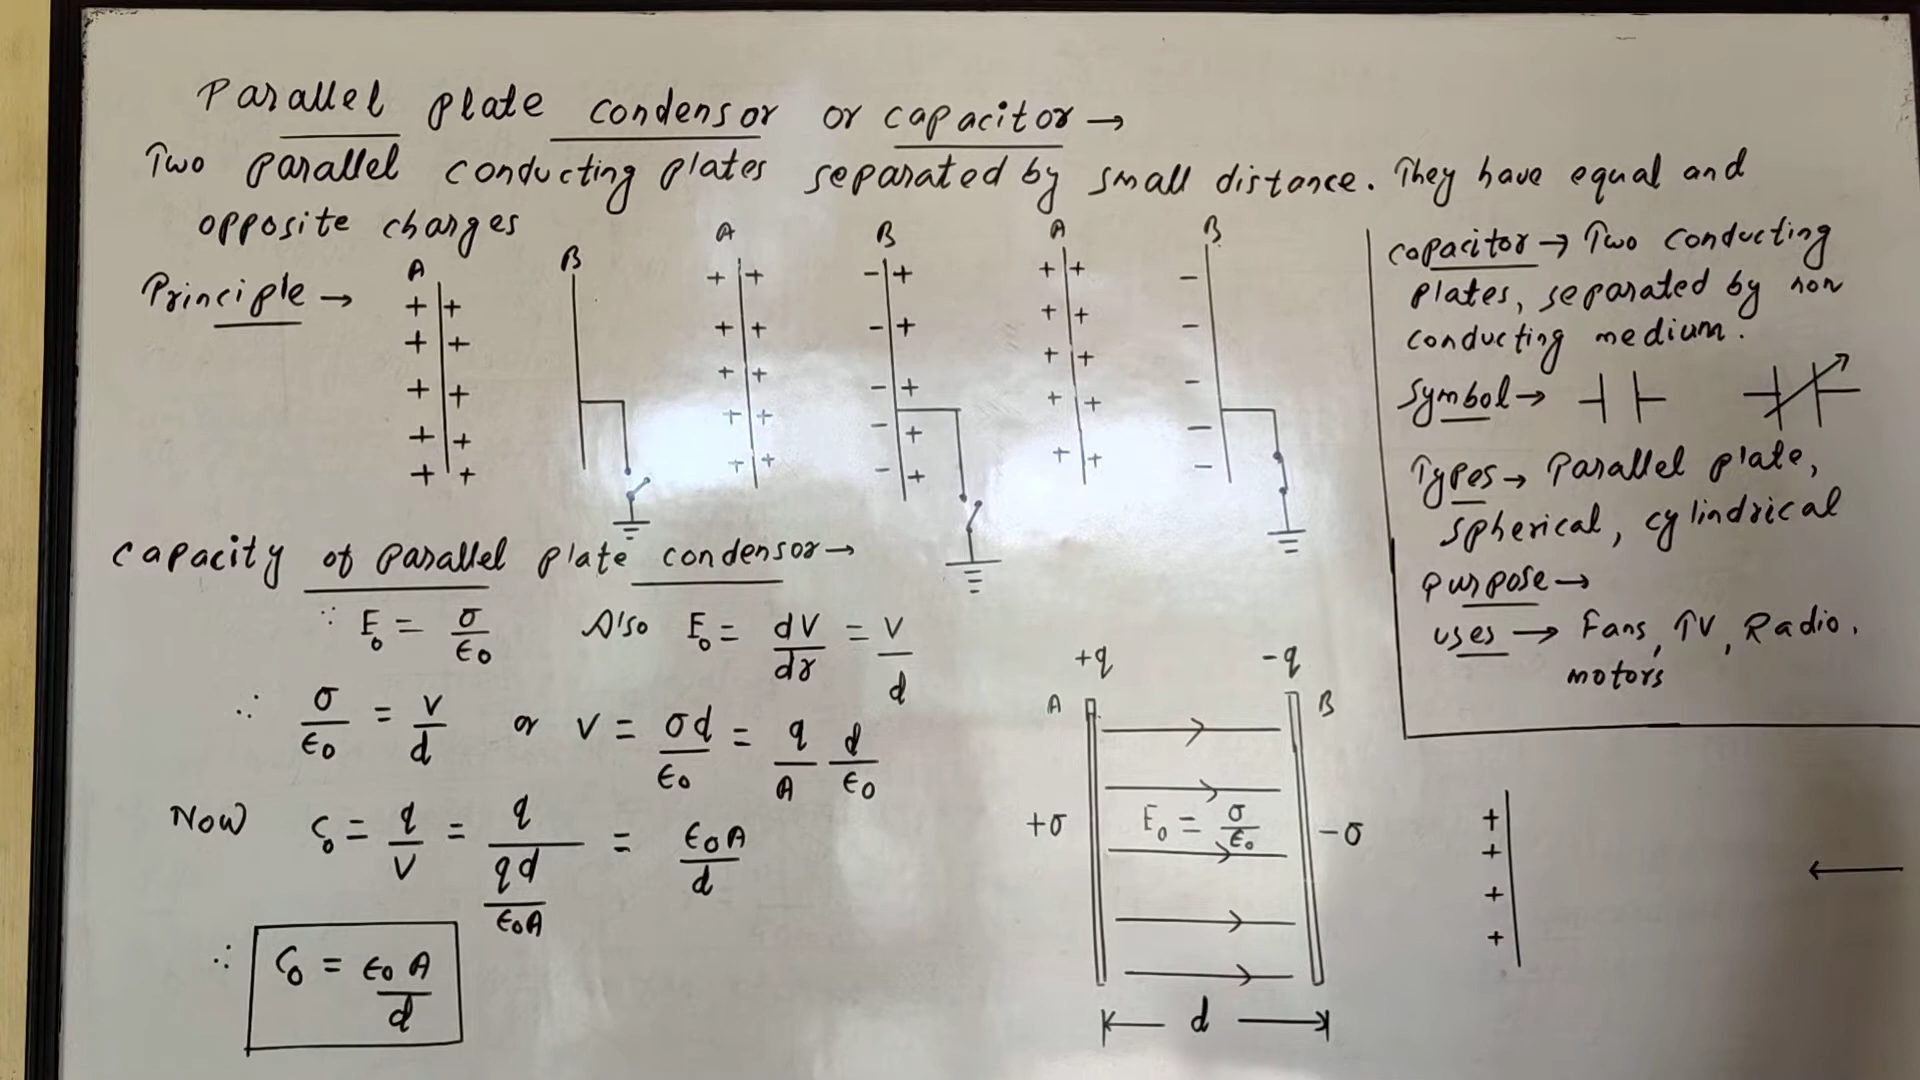 Parallel plate condensor or capacitor →
Two parallel conducting plates separated by small distance. They have equal and
opposite charges
Principle →
A
+ +
+ +
+ +
+ +
+ +
B
A
+ +
+ +
+ +
+ +
+ +
B
- +
- +
- +
- +
- +
A
+ +
+ +
+ +
+ +
+ +
B
-
-
-
-
-
Capacitor → Two conducting
plates, separated by non
conducting medium.
Symbol →
Types → Parallel plate,
spherical, cylindrical
purpose →
uses → Fans, TV, Radio.
motors
Capacity of parallel plate condensor →
∵ E₀ = σ/ε₀ Also E₀ = dV/dr = V/d
∴ σ/ε₀ = V/d or V = σd/ε₀ = q/A d/ε₀
Now C₀ = q/V = q/(qd/ε₀A) = ε₀A/d
∴ C₀ = ε₀A/d
+q -q
A B
+σ E₀ = σ/ε₀ -σ
d
+
+
+
+
←